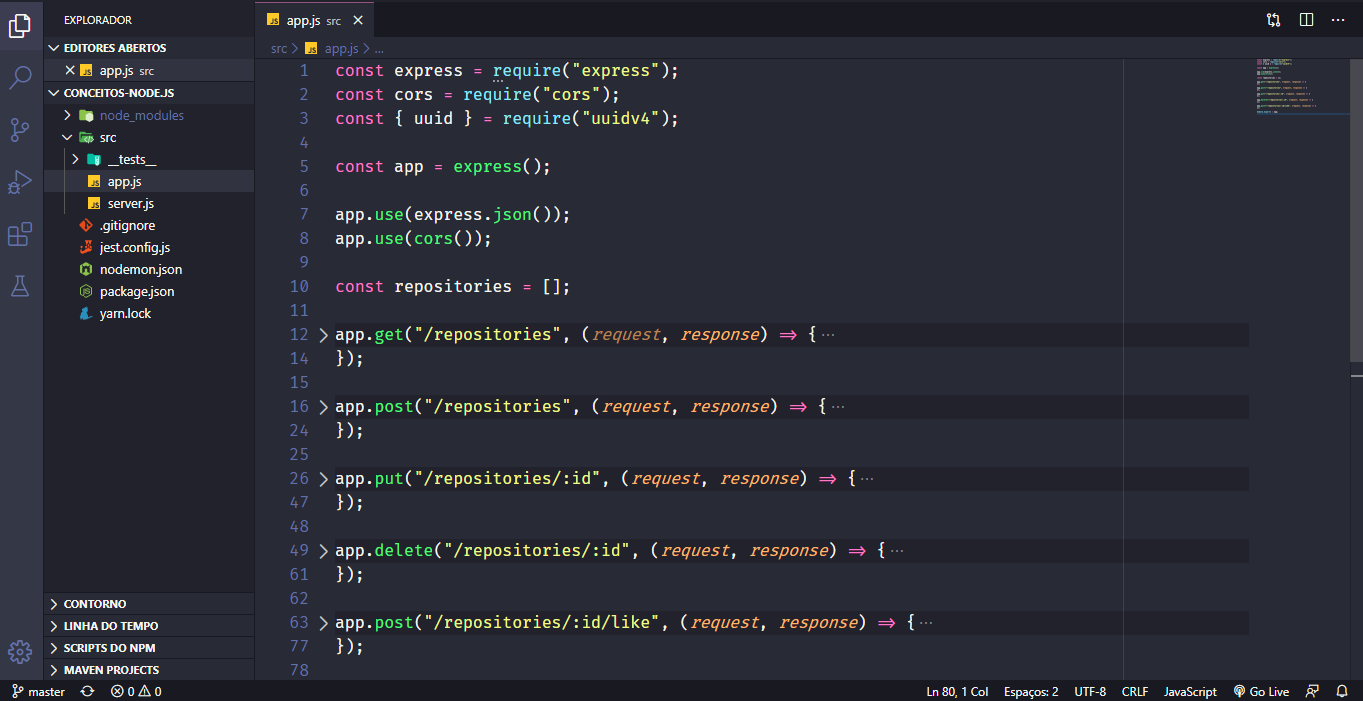 EXPLORADOR
EDITORES ABERTOS
app.js src
CONCEITOS-NODE.JS
node_modules
src
__tests__
app.js
server.js
.gitignore
jest.config.js
nodemon.json
package.json
yarn.lock
CONTORNO
LINHA DO TEMPO
SCRIPTS DO NPM
MAVEN PROJECTS
app.js src
src > app.js > ...
1 const express = require("express");
2 const cors = require("cors");
3 const { uuid } = require("uuidv4");
4
5 const app = express();
6
7 app.use(express.json());
8 app.use(cors());
9
10 const repositories = [];
11
12 app.get("/repositories", (request, response) => { ...
14 });
15
16 app.post("/repositories", (request, response) => { ...
24 });
25
26 app.put("/repositories/:id", (request, response) => { ...
47 });
48
49 app.delete("/repositories/:id", (request, response) => { ...
61 });
62
63 app.post("/repositories/:id/like", (request, response) => { ...
77 });
78
master 0 0 Ln 80, 1 Col Espaços: 2 UTF-8 CRLF JavaScript Go Live